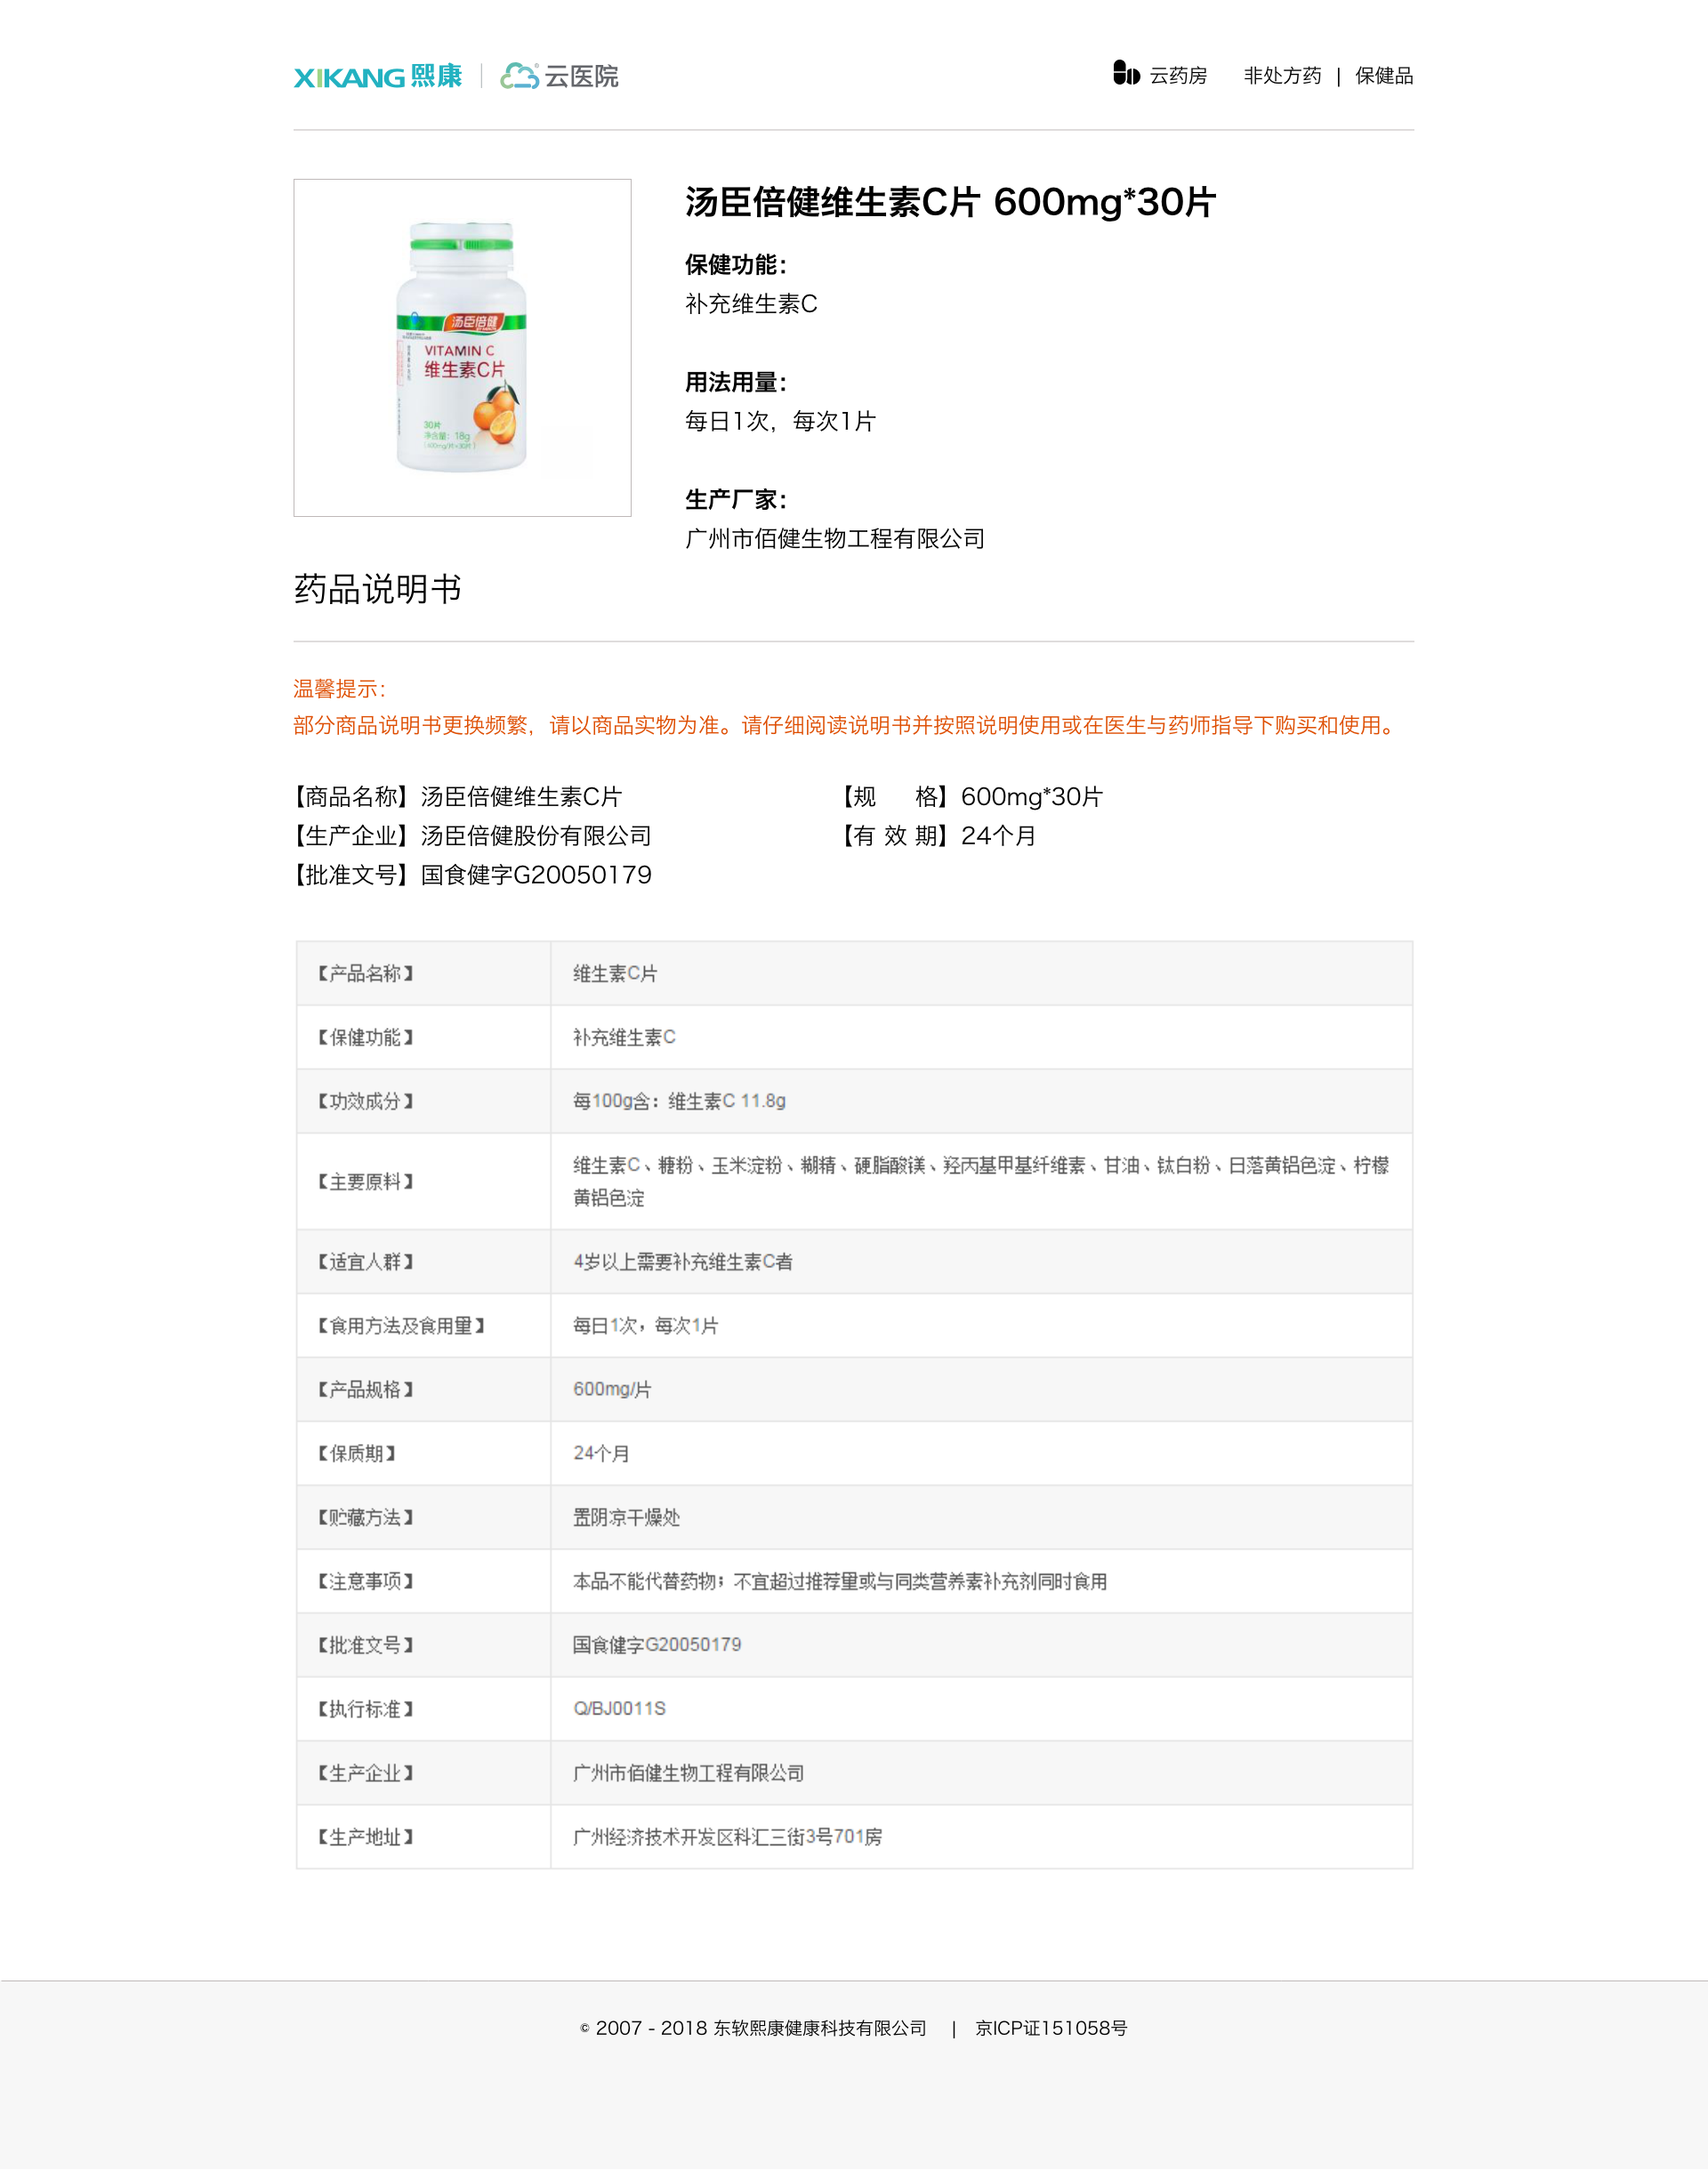 XIKANG 熙康 | 云医院
云药房 非处方药 | 保健品
汤臣倍健维生素C片 600mg*30片
保健功能：
补充维生素C
用法用量：
每日1次，每次1片
生产厂家：
广州市佰健生物工程有限公司
汤臣倍健
VITAMIN C
维生素C片
30片
净含量：18g
药品说明书
温馨提示：
部分商品说明书更换频繁，请以商品实物为准。请仔细阅读说明书并按照说明使用或在医生与药师指导下购买和使用。
【商品名称】汤臣倍健维生素C片 【规 格】600mg*30片
【生产企业】汤臣倍健股份有限公司 【有 效 期】24个月
【批准文号】国食健字G20050179
【产品名称】 维生素C片
【保健功能】 补充维生素C
【功效成分】 每100g含：维生素C 11.8g
【主要原料】 维生素C、糖粉、玉米淀粉、糊精、硬脂酸镁、羟丙基甲基纤维素、甘油、钛白粉、日落黄铝色淀、柠檬
黄铝色淀
【适宜人群】 4岁以上需要补充维生素C者
【食用方法及食用量】 每日1次，每次1片
【产品规格】 600mg/片
【保质期】 24个月
【贮藏方法】 置阴凉干燥处
【注意事项】 本品不能代替药物；不宜超过推荐量或与同类营养素补充剂同时食用
【批准文号】 国食健字G20050179
【执行标准】 Q/BJ0011S
【生产企业】 广州市佰健生物工程有限公司
【生产地址】 广州经济技术开发区科汇三街3号701房
© 2007 - 2018 东软熙康健康科技有限公司 | 京ICP证151058号